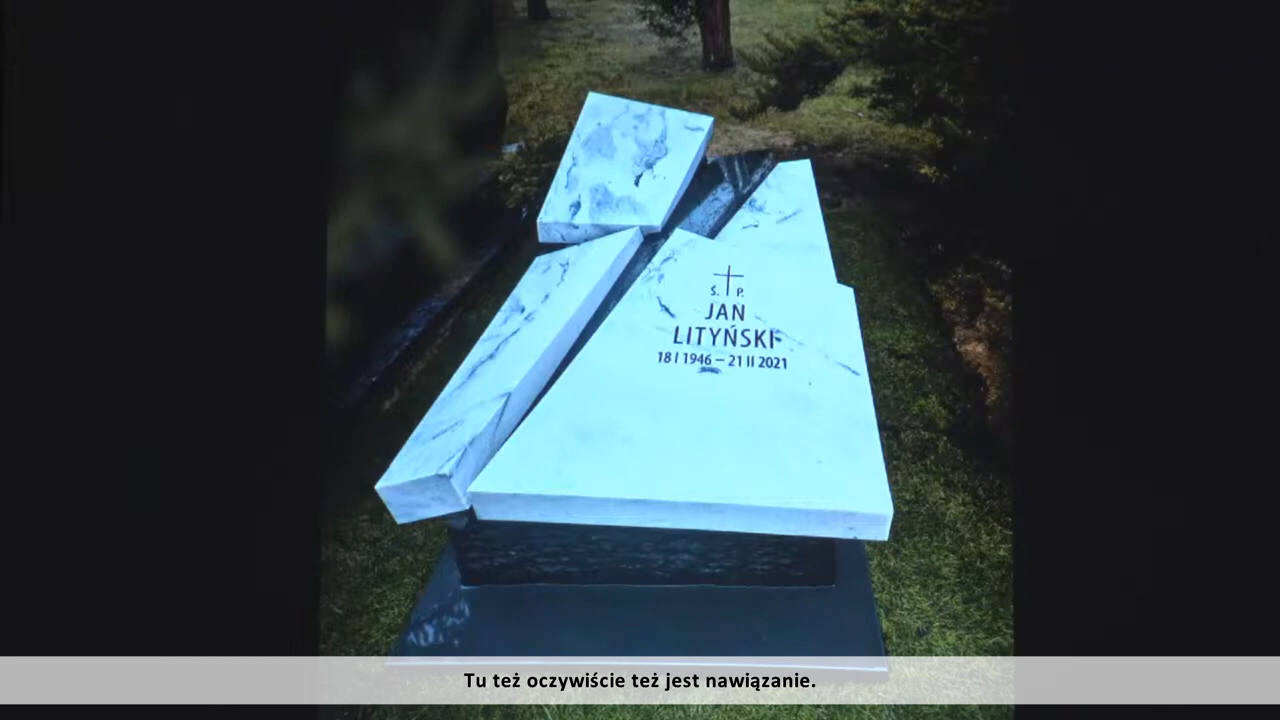 Ś. P.
JAN
LITYŃSKI
18 I 1946 – 21 II 2021
Tu też oczywiście też jest nawiązanie.